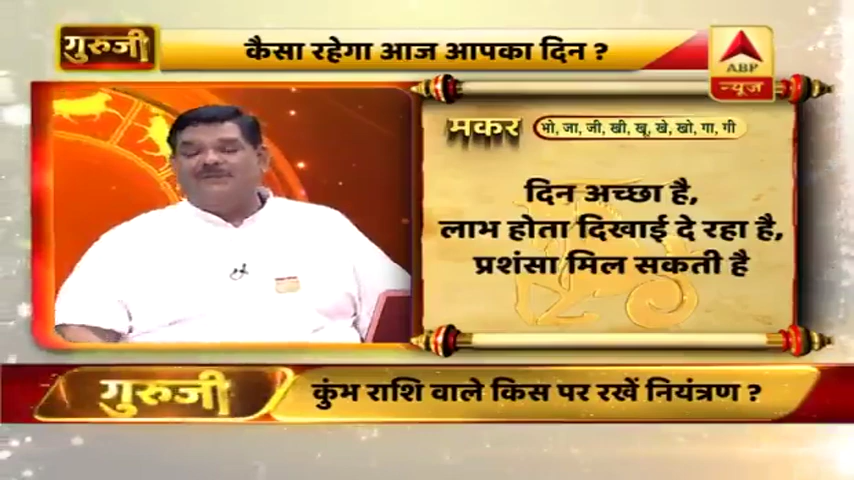 गुरुजी
कैसा रहेगा आज आपका दिन ?
ABP
न्यूज़
मकर
भो, जा, जी, खी, खू, खे, खो, गा, गी
दिन अच्छा है,
लाभ होता दिखाई दे रहा है,
प्रशंसा मिल सकती है
गुरुजी
कुंभ राशि वाले किस पर रखें नियंत्रण ?